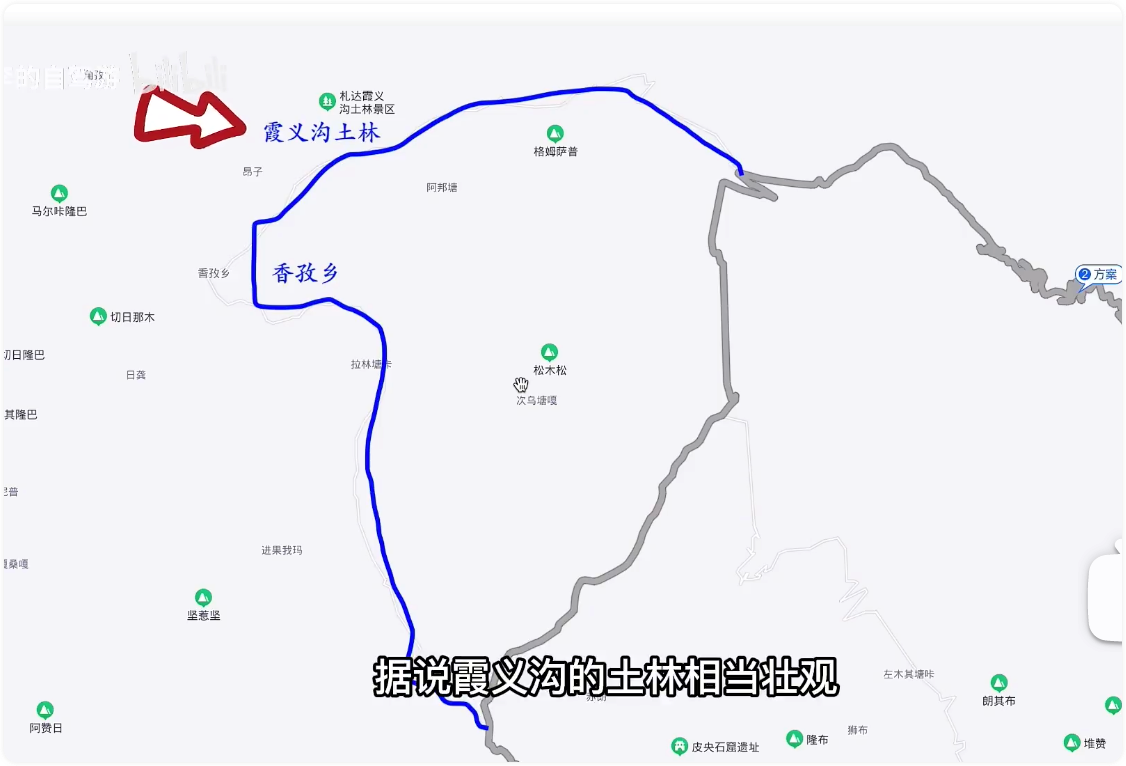 的自驾游 bilibili
札达霞义
沟土林景区
霞义沟土林
格姆萨普
昂子
阿邦塘
马尔咔隆巴
香孜乡
香孜乡
2 方案
切日那木
切日隆巴
拉林塘卡
松木松
日龚
次乌塘嘎
其隆巴
尼普
进果我玛
嘎桑嘎
坚惹坚
据说霞义沟的土林相当壮观
左木其塘咔
朗其布
阿赞日
狮布
隆布
皮央石窟遗址
堆赞